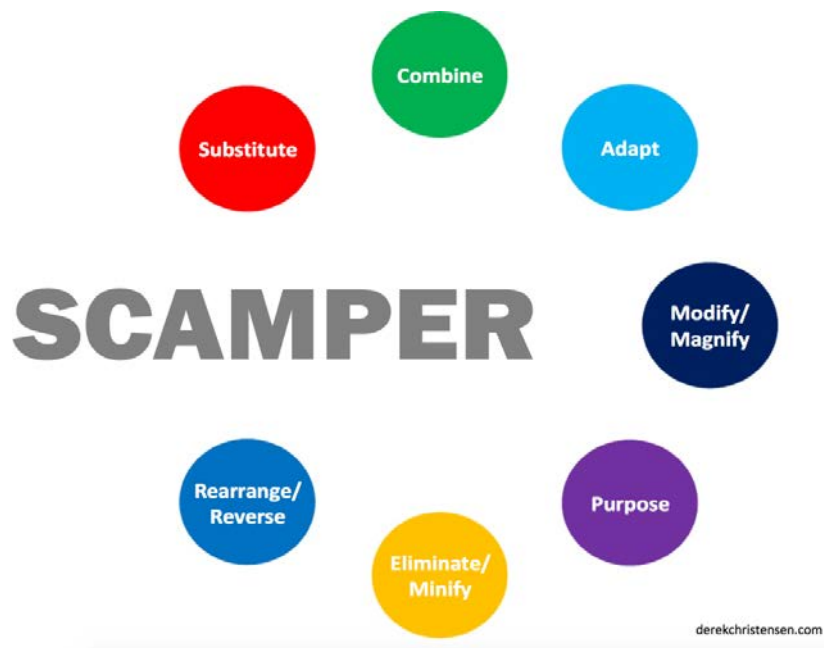 Combine
Substitute
Adapt
SCAMPER
Modify/
Magnify
Rearrange/
Reverse
Purpose
Eliminate/
Minify
derekchristensen.com